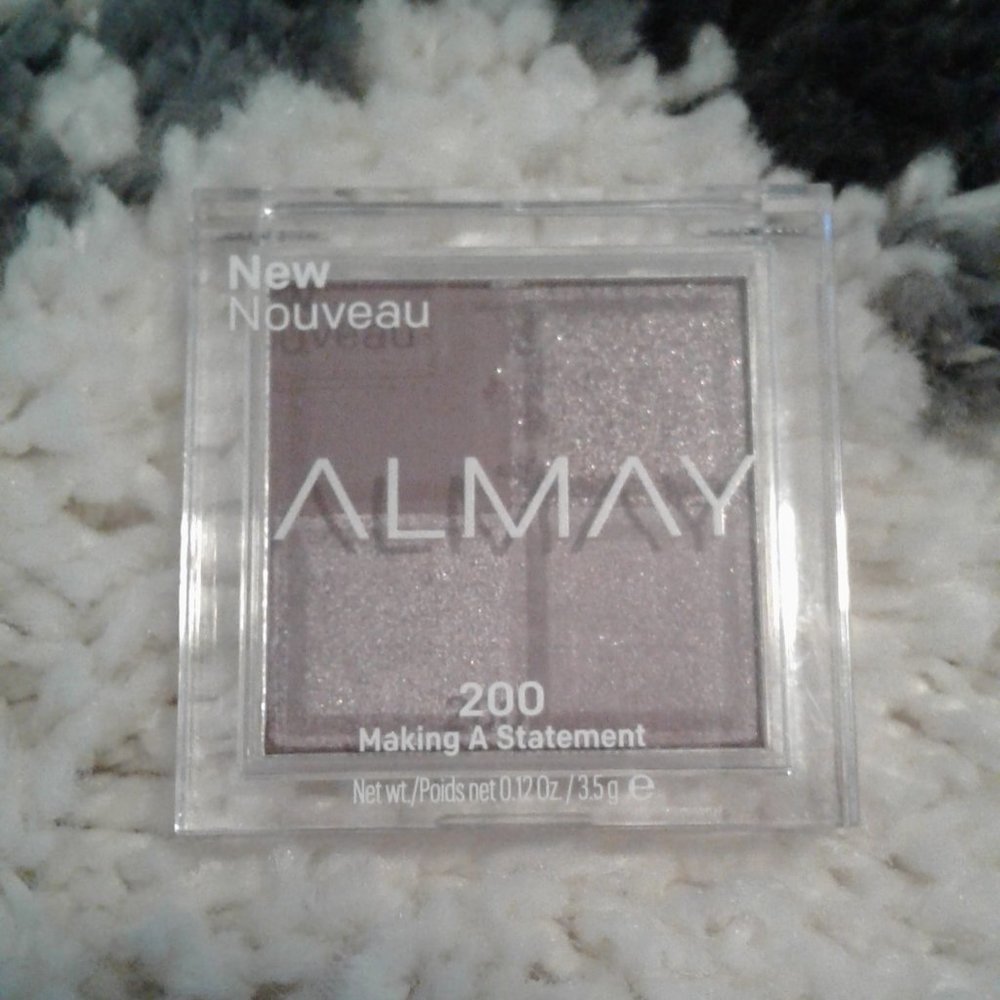 New
Nouveau
ALMAY
200
Making A Statement
Net wt./Poids net 0.12 Oz. / 3.5 g ℮